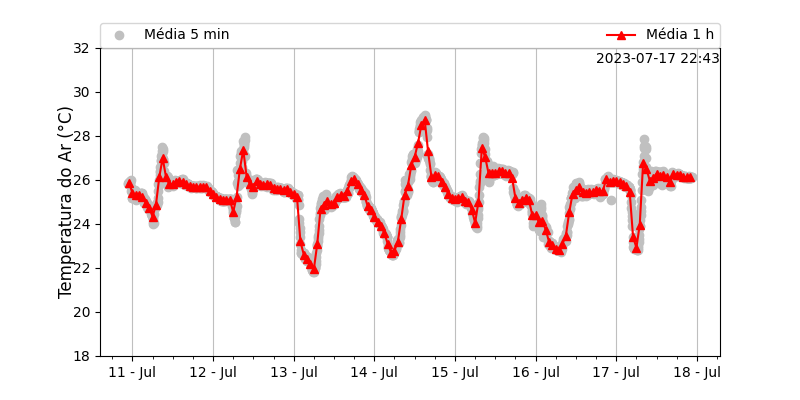 Média 5 min
Média 1 h
2023-07-17 22:43
Temperatura do Ar (°C)
32
30
28
26
24
22
20
18
11 - Jul
12 - Jul
13 - Jul
14 - Jul
15 - Jul
16 - Jul
17 - Jul
18 - Jul